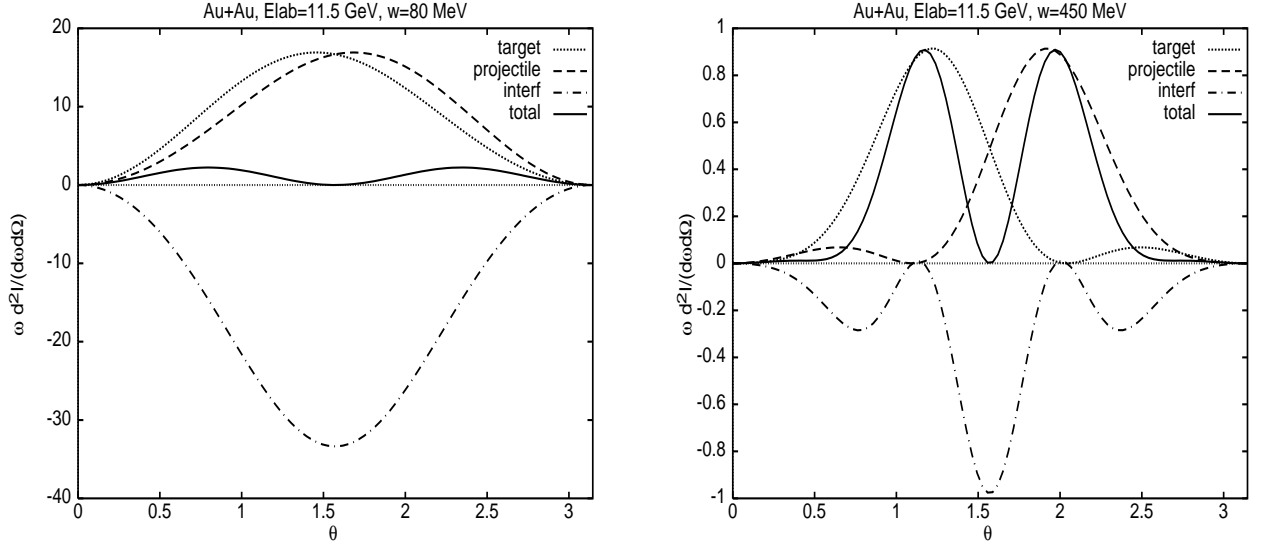 Au+Au, Elab=11.5 GeV, w=80 MeV
20
10
0
-10
-20
-30
-40
ω d²I/(dωdΩ)
target
projectile
interf
total
0 0.5 1 1.5 2 2.5 3
θ
Au+Au, Elab=11.5 GeV, w=450 MeV
1
0.8
0.6
0.4
0.2
0
-0.2
-0.4
-0.6
-0.8
-1
ω d²I/(dωdΩ)
target
projectile
interf
total
0 0.5 1 1.5 2 2.5 3
θ